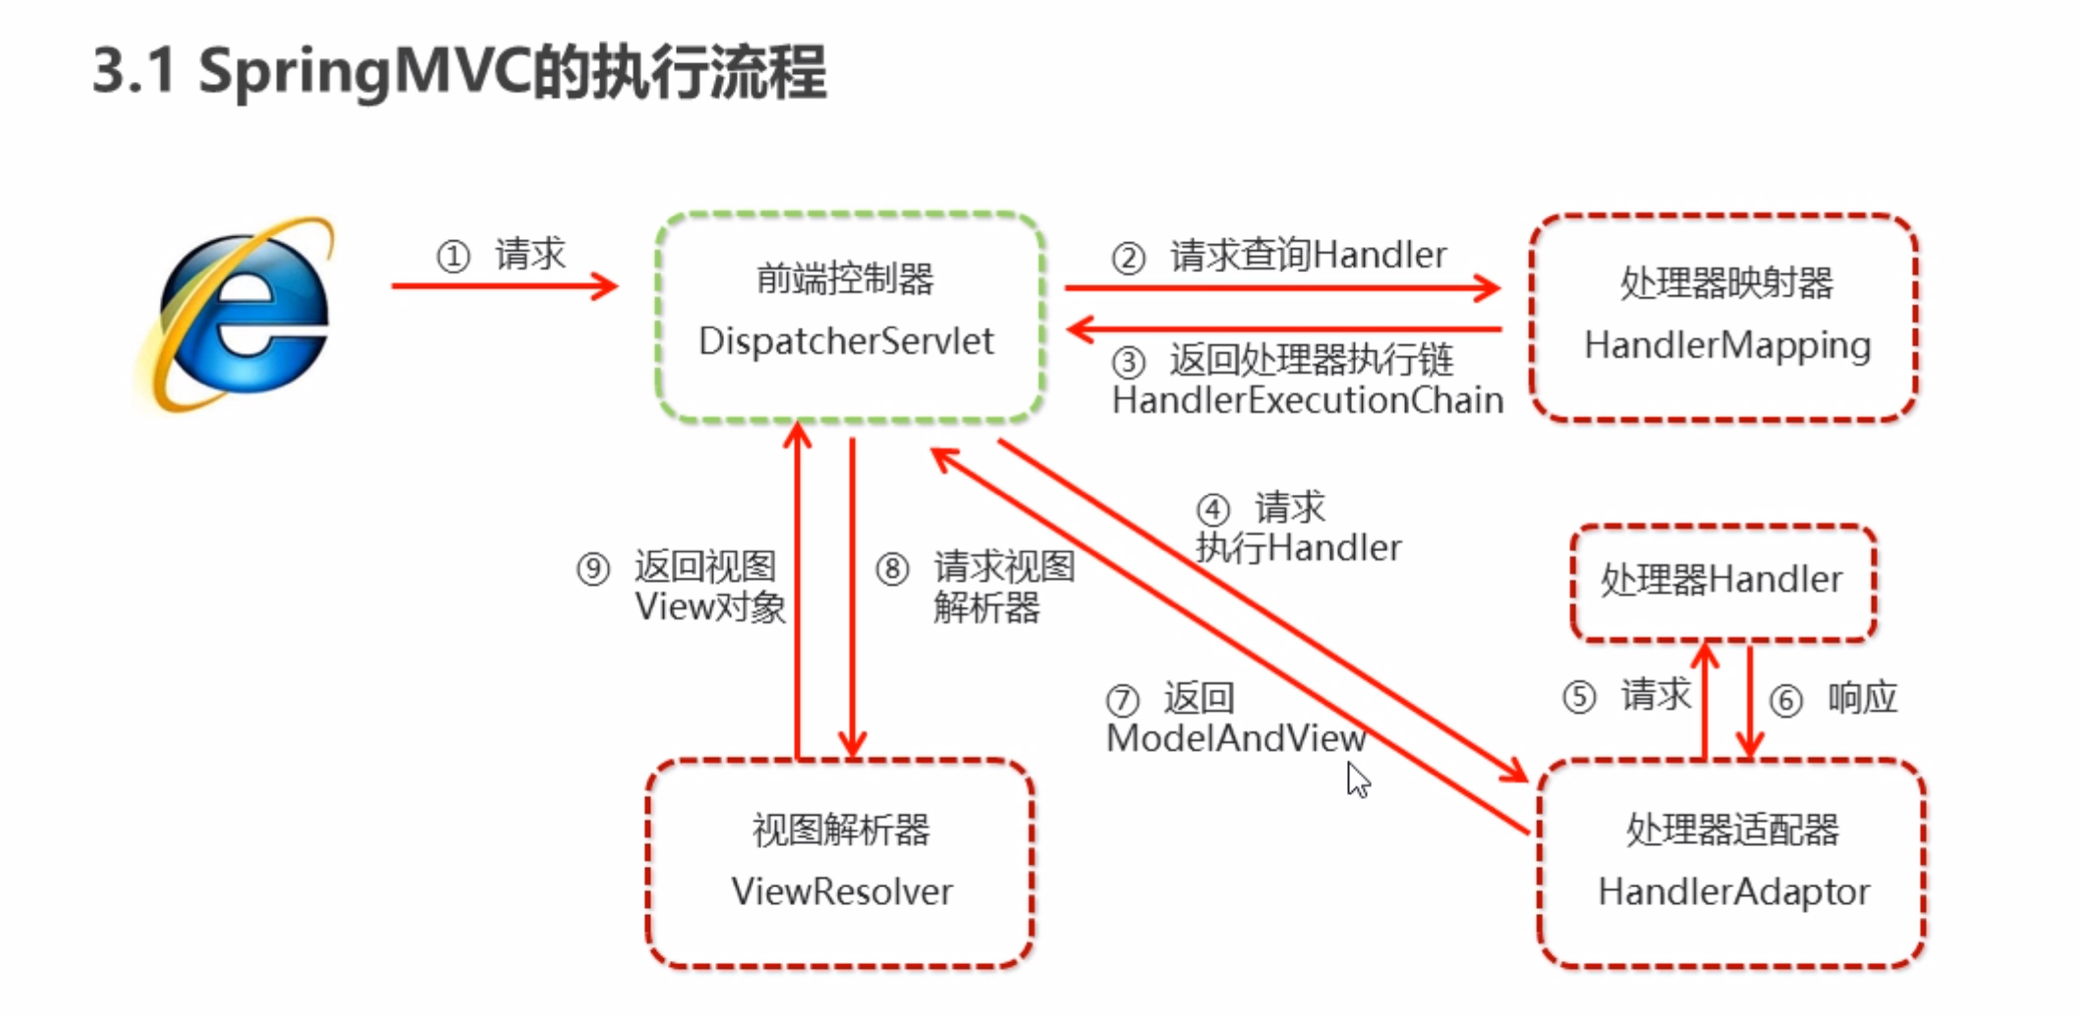 3.1 SpringMVC的执行流程
① 请求
前端控制器
DispatcherServlet
② 请求查询Handler
③ 返回处理器执行链
HandlerExecutionChain
处理器映射器
HandlerMapping
④ 请求
执行Handler
处理器Handler
⑨ 返回视图
View对象
⑧ 请求视图
解析器
⑦ 返回
ModelAndView
⑤ 请求
⑥ 响应
视图解析器
ViewResolver
处理器适配器
HandlerAdaptor